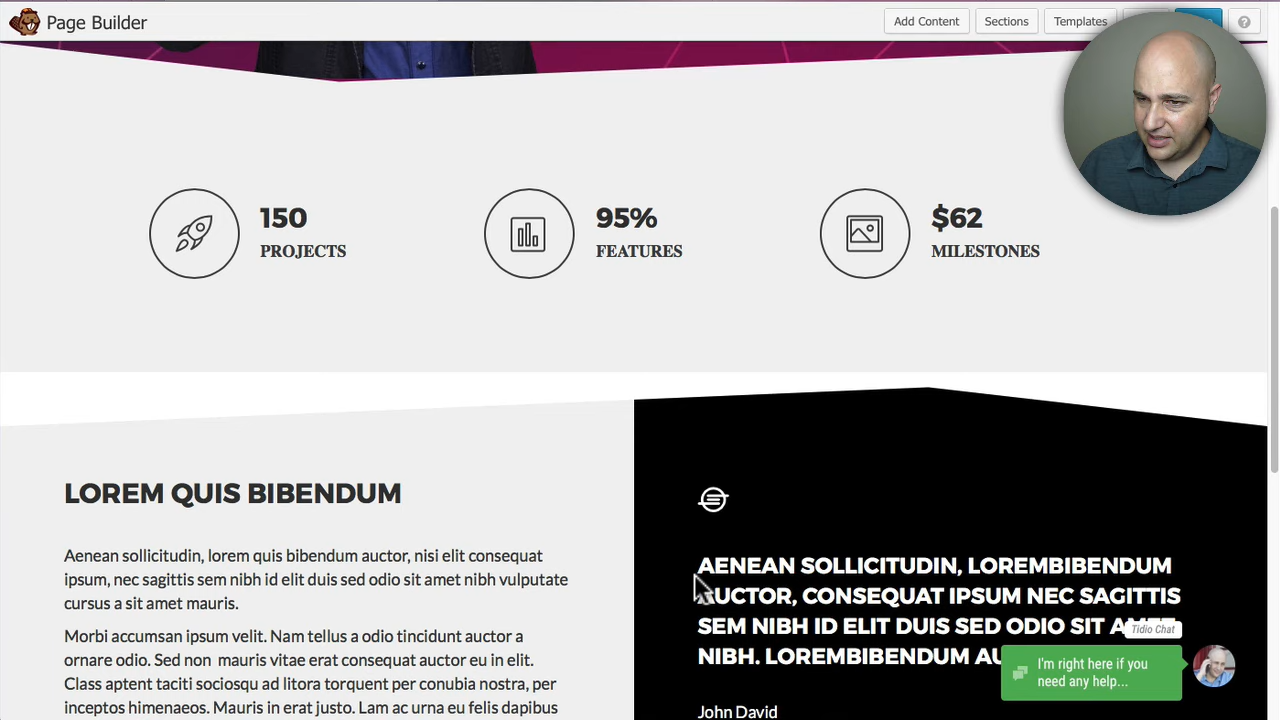 Page Builder
Add Content
Sections
Templates
?
150
PROJECTS
95%
FEATURES
$62
MILESTONES
LOREM QUIS BIBENDUM
Aenean sollicitudin, lorem quis bibendum auctor, nisi elit consequat
ipsum, nec sagittis sem nibh id elit duis sed odio sit amet nibh vulputate
cursus a sit amet mauris.
Morbi accumsan ipsum velit. Nam tellus a odio tincidunt auctor a
ornare odio. Sed non mauris vitae erat consequat auctor eu in elit.
Class aptent taciti sociosqu ad litora torquent per conubia nostra, per
inceptos himenaeos. Mauris in erat justo. Lam ac urna eu felis dapibus
AENEAN SOLLICITUDIN, LOREMBIBENDUM
AUCTOR, CONSEQUAT IPSUM NEC SAGITTIS
SEM NIBH ID ELIT DUIS SED ODIO SIT
NIBH. LOREMBIBENDUM
John David
Tidio Chat
I'm right here if you
need any help...